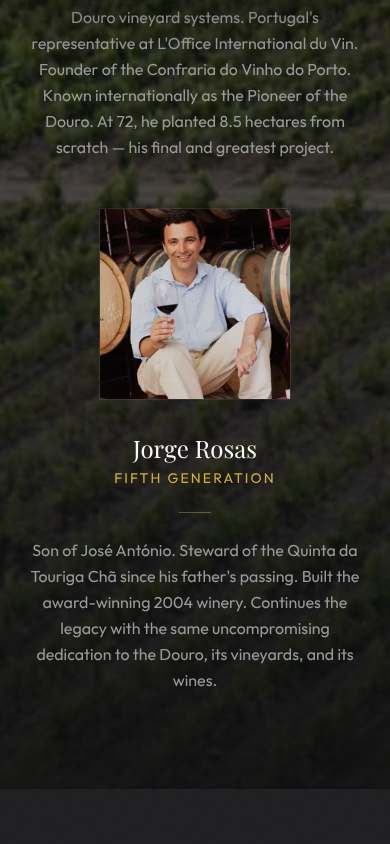 Douro vineyard systems. Portugal's
representative at L'Office International du Vin.
Founder of the Confraria do Vinho do Porto.
Known internationally as the Pioneer of the
Douro. At 72, he planted 8.5 hectares from
scratch — his final and greatest project.
Jorge Rosas
FIFTH GENERATION
Son of José António. Steward of the Quinta da
Touriga Chã since his father's passing. Built the
award-winning 2004 winery. Continues the
legacy with the same uncompromising
dedication to the Douro, its vineyards, and its
wines.